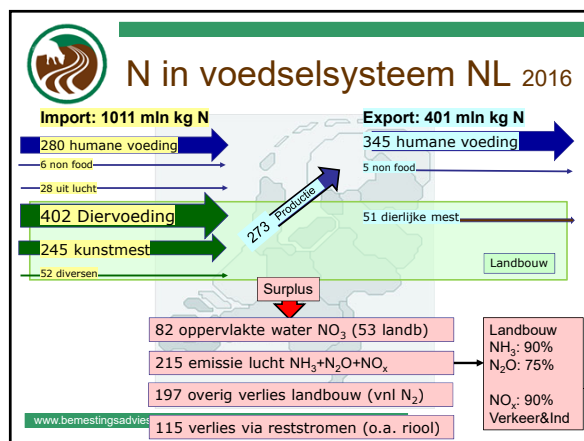 N in voedselsysteem NL 2016
Import: 1011 mln kg N
280 humane voeding
6 non food
28 uit lucht
402 Diervoeding
245 kunstmest
52 diversen
273 Productie
Export: 401 mln kg N
345 humane voeding
5 non food
51 dierlijke mest
Landbouw
Surplus
82 oppervlakte water NO₃ (53 landb)
215 emissie lucht NH₃+N₂O+NOₓ
197 overig verlies landbouw (vnl N₂)
115 verlies via reststromen (o.a. riool)
Landbouw
NH₃: 90%
N₂O: 75%
NOₓ: 90%
Verkeer&Ind
www.bemestingsadvies